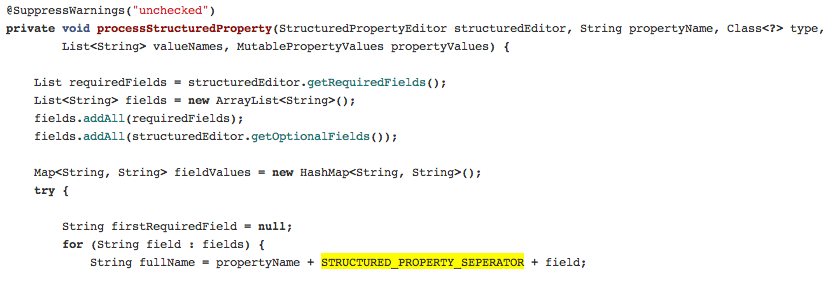 @SuppressWarnings("unchecked")
private void processStructuredProperty(StructuredPropertyEditor structuredEditor, String propertyName, Class<?> type,
List<String> valueNames, MutablePropertyValues propertyValues) {
List requiredFields = structuredEditor.getRequiredFields();
List<String> fields = new ArrayList<String>();
fields.addAll(requiredFields);
fields.addAll(structuredEditor.getOptionalFields());
Map<String, String> fieldValues = new HashMap<String, String>();
try {
String firstRequiredField = null;
for (String field : fields) {
String fullName = propertyName + STRUCTURED_PROPERTY_SEPERATOR + field;